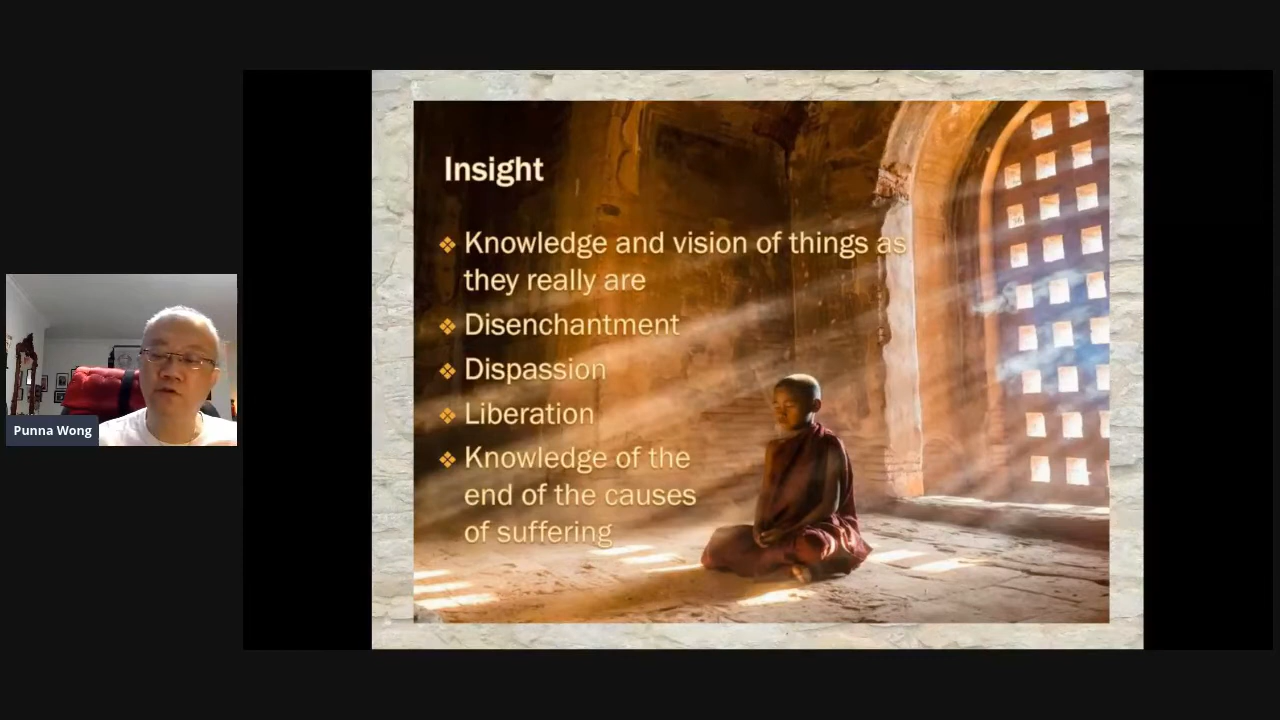 Insight
❖ Knowledge and vision of things as
they really are
❖ Disenchantment
❖ Dispassion
❖ Liberation
❖ Knowledge of the
end of the causes
of suffering
Punna Wong